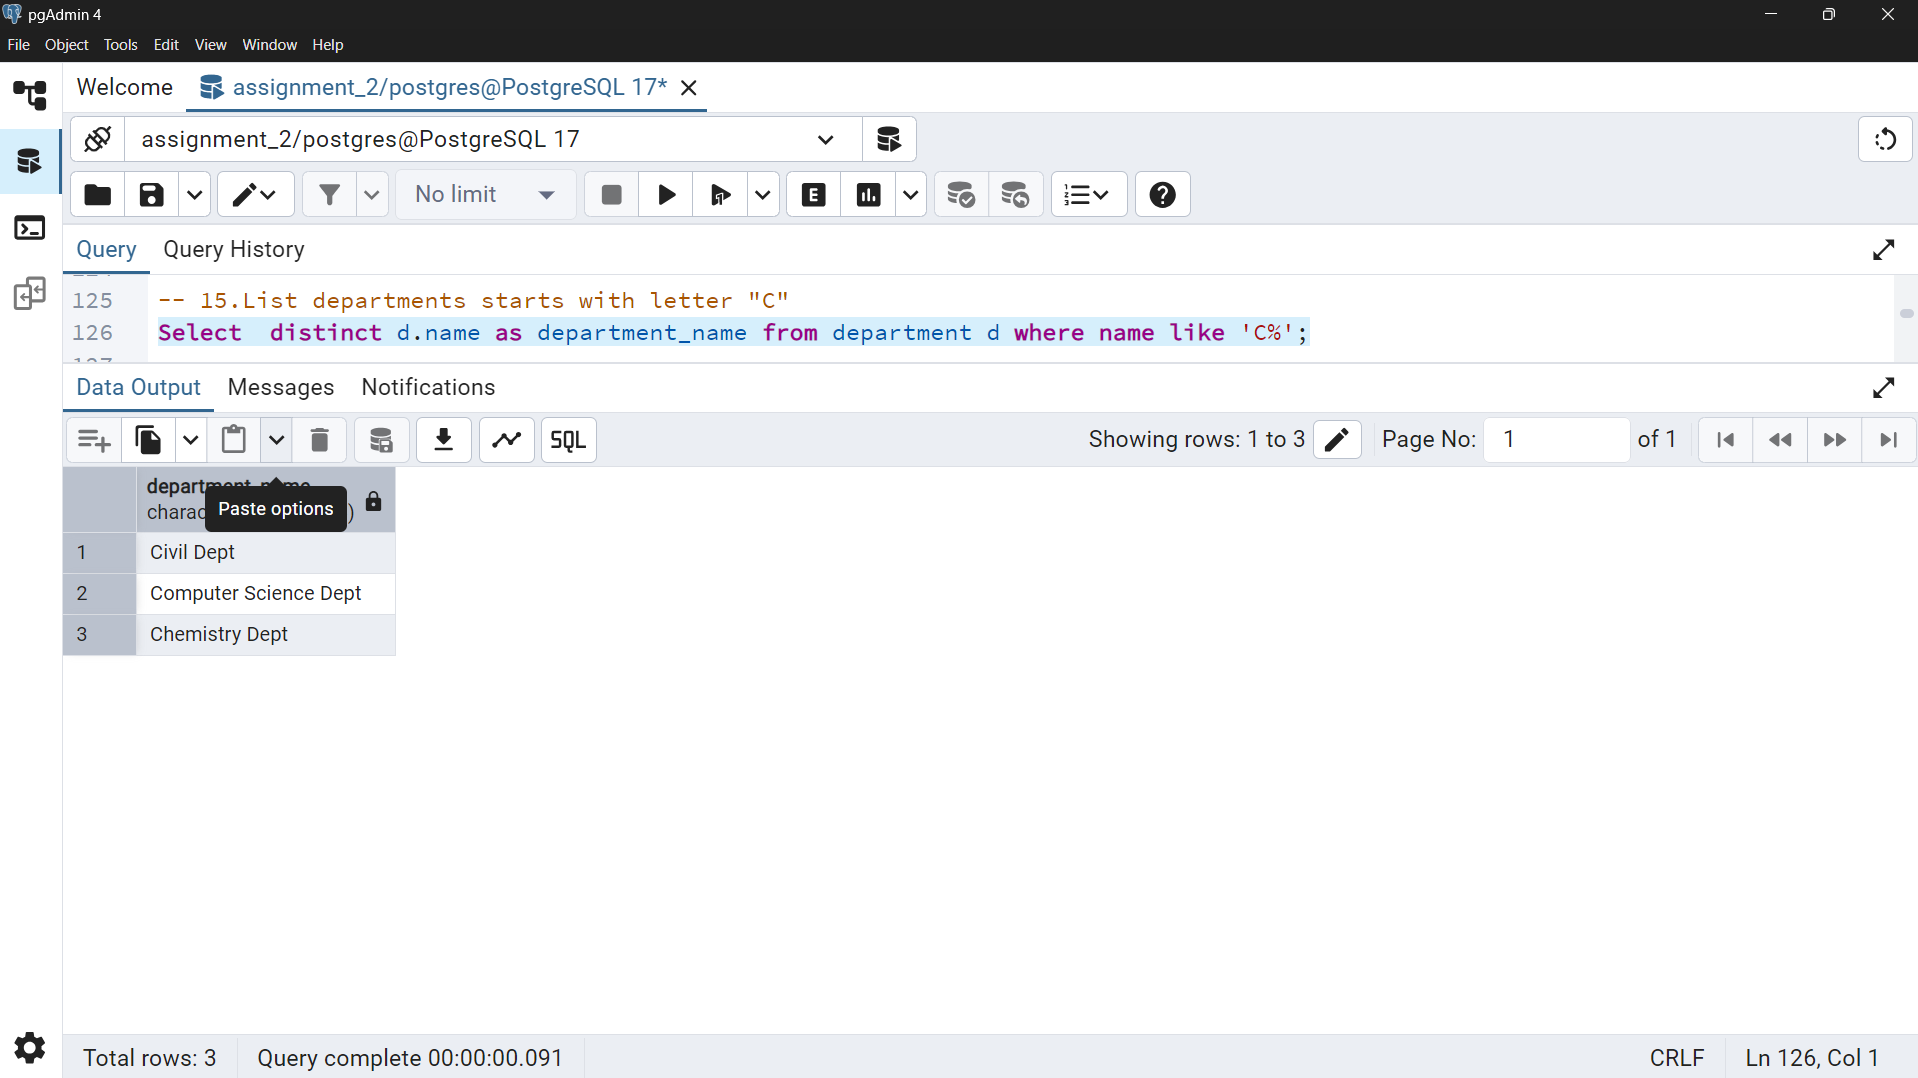 pgAdmin 4
File Object Tools Edit View Window Help
Welcome assignment_2/postgres@PostgreSQL 17*
assignment_2/postgres@PostgreSQL 17
No limit E
Query Query History
125 -- 15.List departments starts with letter "C"
126 Select  distinct d.name as department_name from department d where name like 'C%';
Data Output Messages Notifications
SQL Showing rows: 1 to 3 Page No: 1 of 1
Paste options
1 Civil Dept
2 Computer Science Dept
3 Chemistry Dept
Total rows: 3 Query complete 00:00:00.091 CRLF Ln 126, Col 1